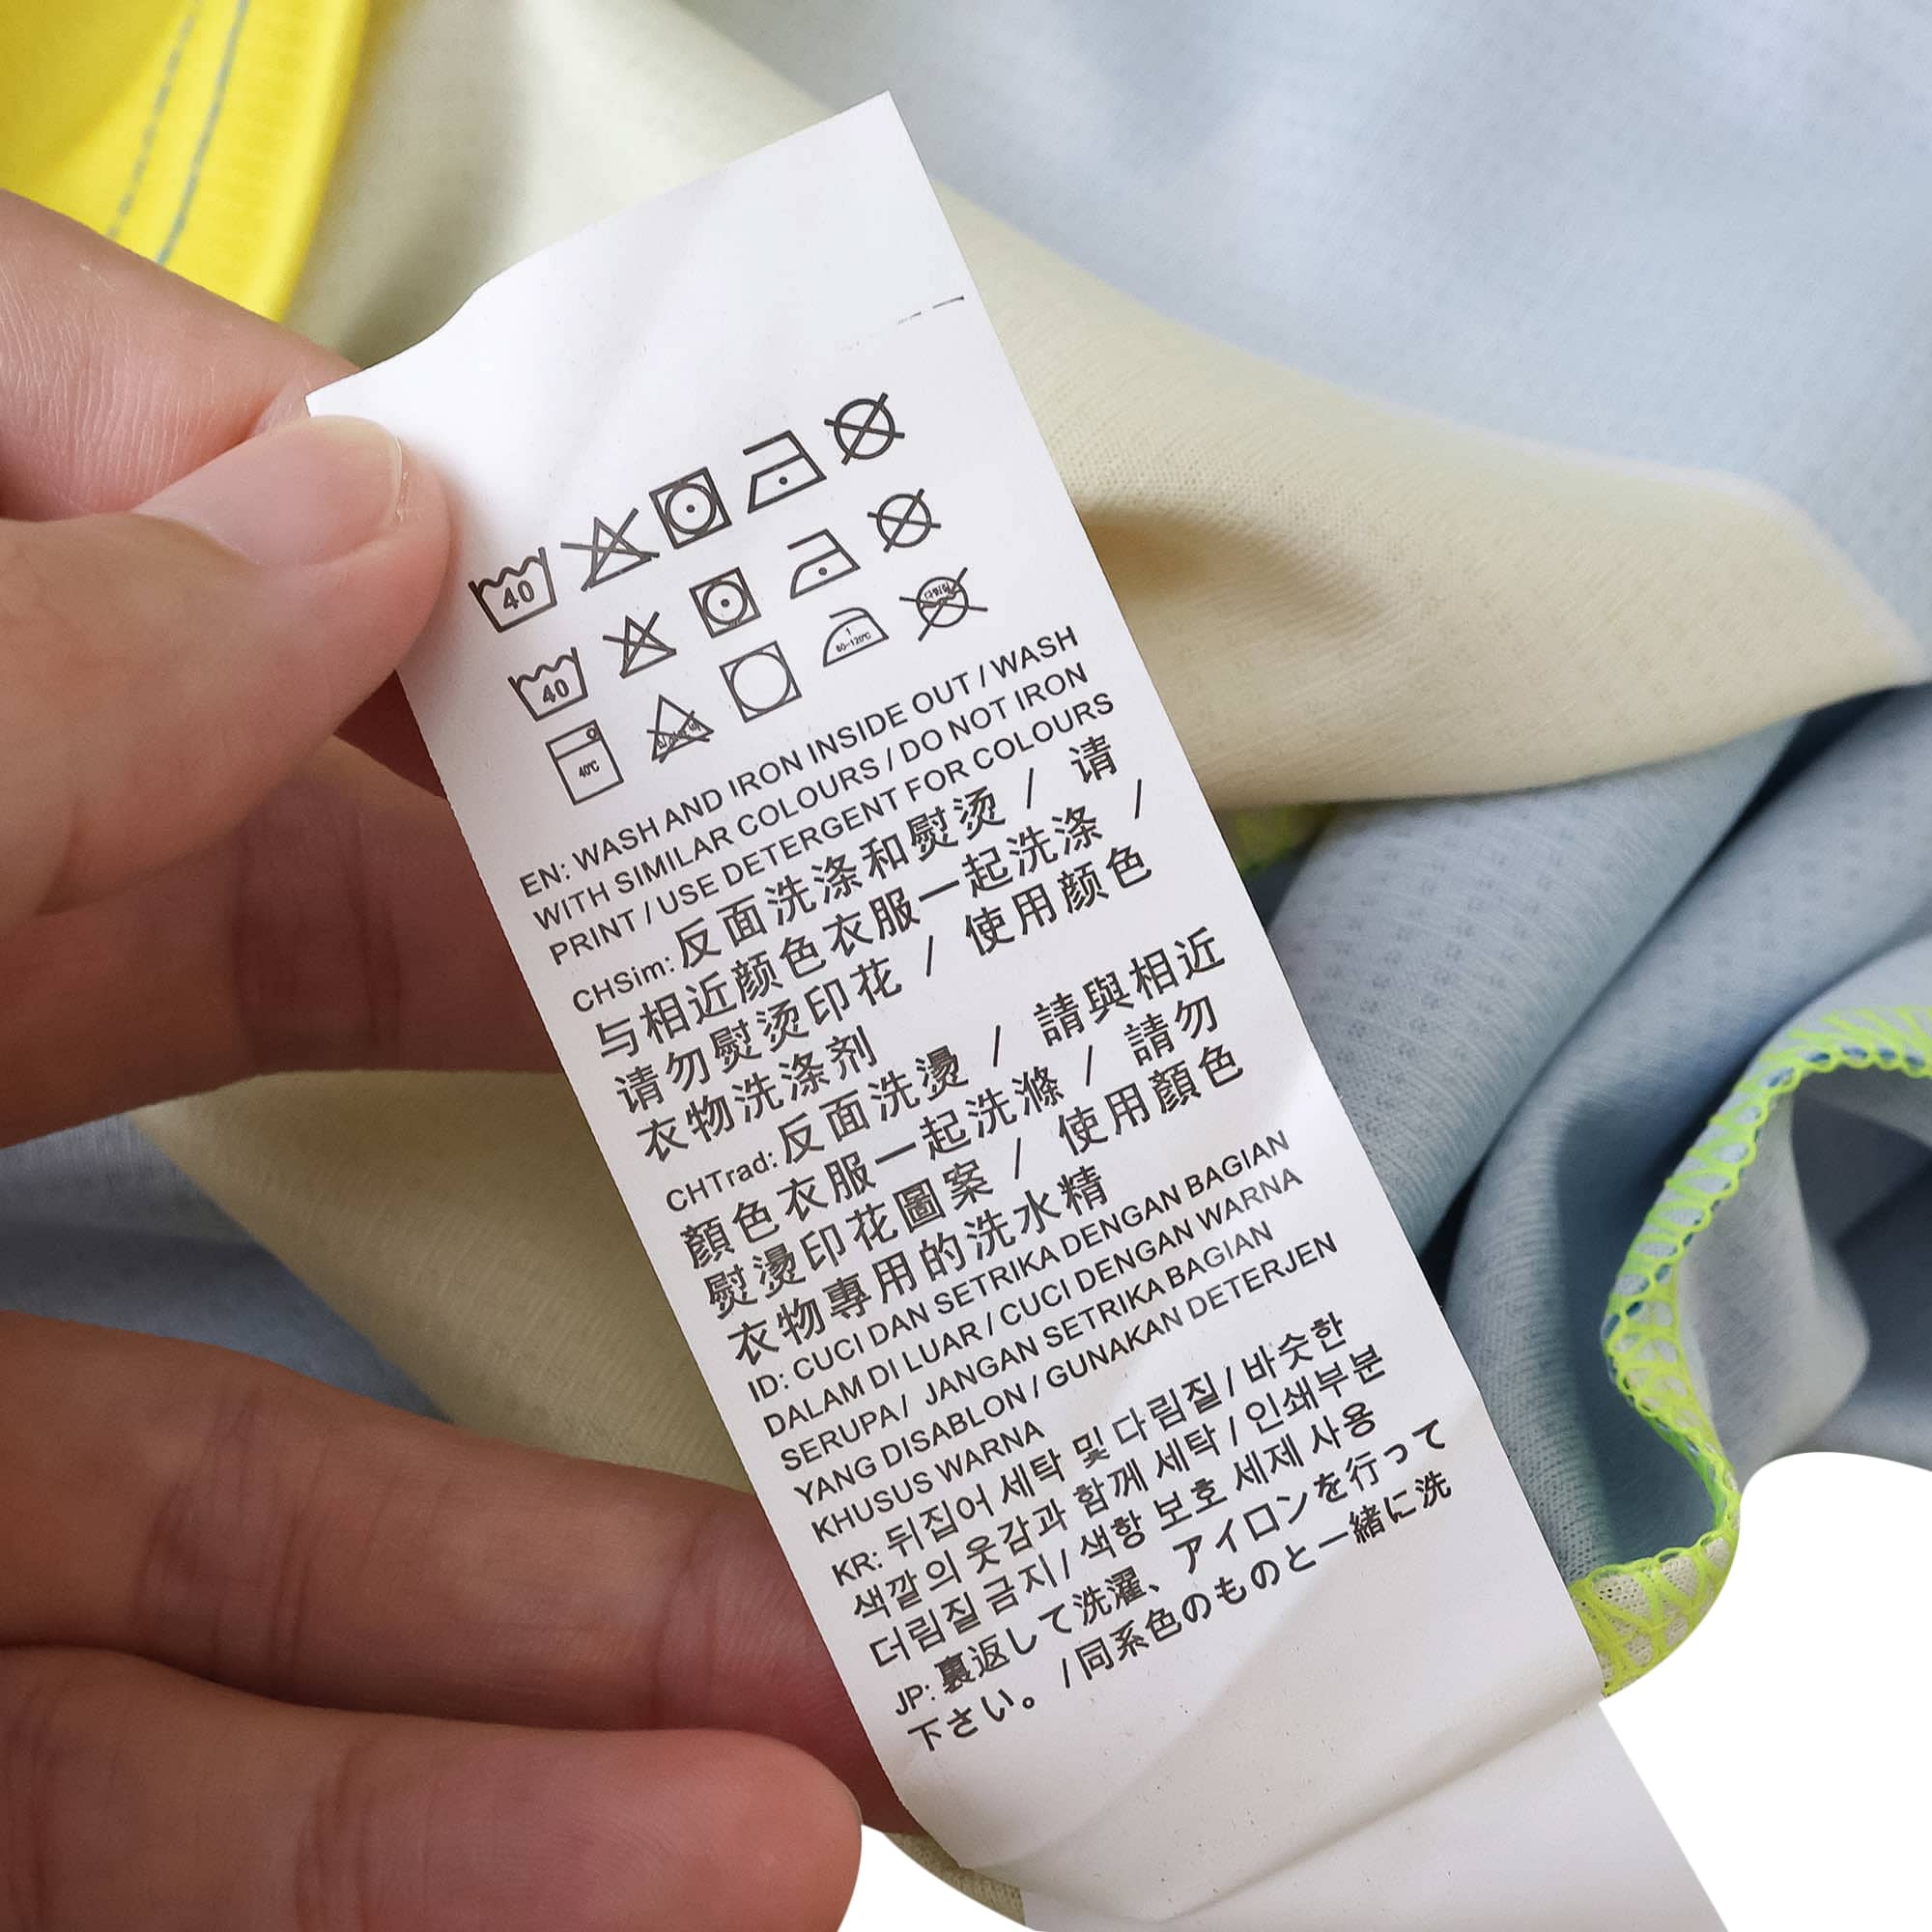 40
40
40℃
80-120℃
EN: WASH AND IRON INSIDE OUT / WASH
WITH SIMILAR COLOURS / DO NOT IRON
PRINT / USE DETERGENT FOR COLOURS
CHSim: 反面洗涤和熨烫 / 请
与相近颜色衣服一起洗涤 /
请勿熨烫印花 / 使用颜色
衣物洗涤剂
CHTrad: 反面洗燙 / 請與相近
顏色衣服一起洗滌 / 請勿
熨燙印花圖案 / 使用顏色
衣物專用的洗水精
ID: CUCI DAN SETRIKA DENGAN BAGIAN
DALAM DI LUAR / CUCI DENGAN WARNA
SERUPA / JANGAN SETRIKA BAGIAN
YANG DISABLON / GUNAKAN DETERJEN
KHUSUS WARNA
KR: 뒤집어 세탁 및 다림질 / 바슷한
색깔의 옷감과 함께 세탁 / 인쇄부분
더림질 금지 / 색항 보호 세제 사용
JP: 裏返して洗濯、アイロンを行って
下さい。 /同系色のものと一緒に洗